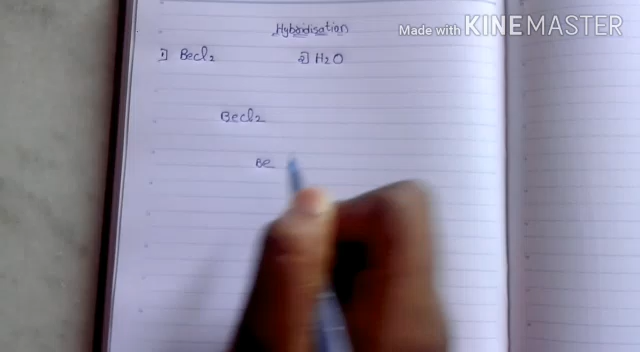 Hybridisation
Made with KINEMASTER
1] Becl2
2] H2O
Becl2
Be